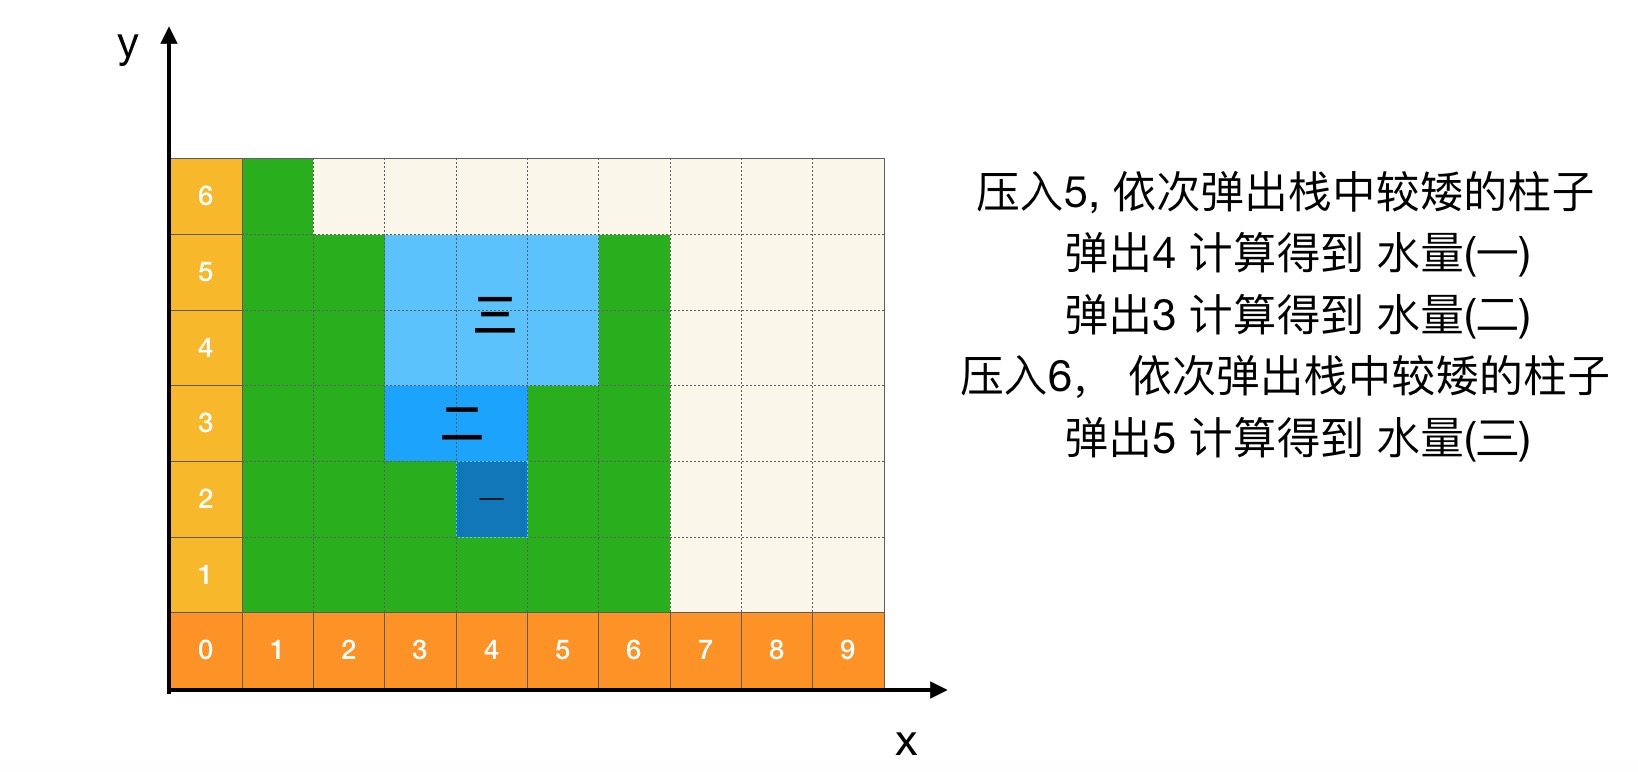 y
6
5
4
3
2
1
0 1 2 3 4 5 6 7 8 9
x
三
二
一
压入5, 依次弹出栈中较矮的柱子
弹出4 计算得到 水量(一)
弹出3 计算得到 水量(二)
压入6， 依次弹出栈中较矮的柱子
弹出5 计算得到 水量(三)